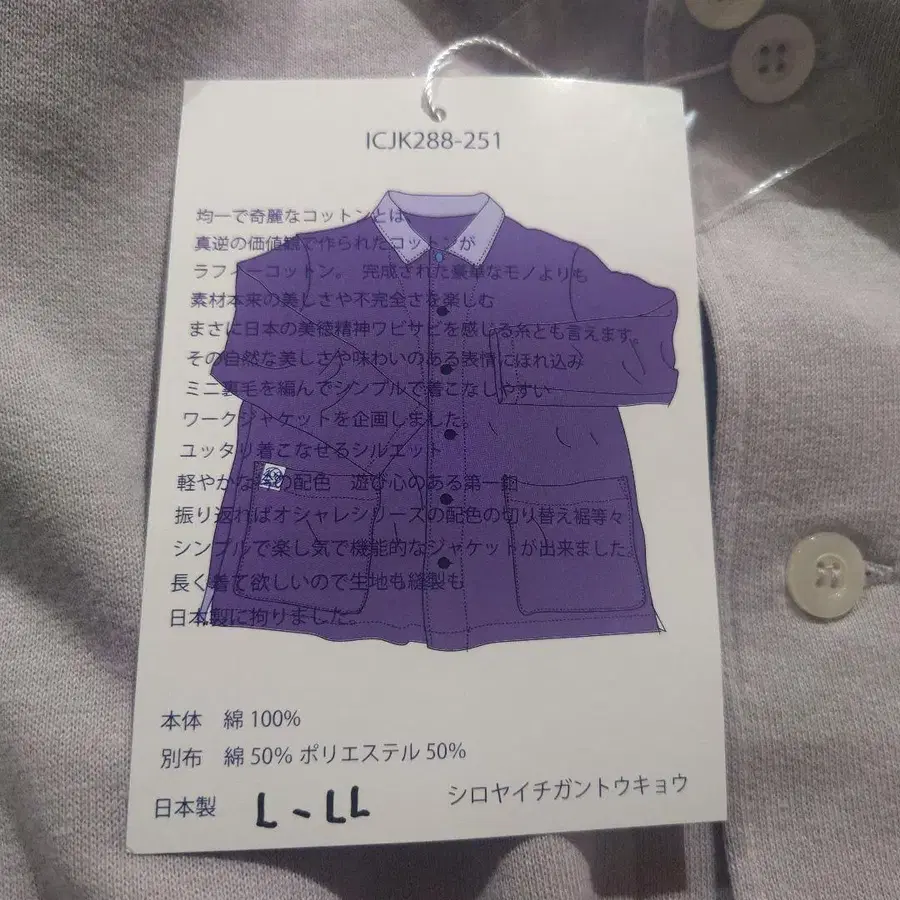 ICJK288-251
均一で奇麗なコットンとは、
真逆の価値観で作られたコットンが
ラフィーコットン。 完成された豪華なモノよりも
素材本来の美しさや不完全さを楽しむ
まさに日本の美徳精神ワビサビを感じる糸とも言えます。
その自然な美しさや味わいのある表情にほれ込み
ミニ裏毛を編んでシンプルで着こなしやすい
ワークジャケットを企画しました。
ユッタリ着こなせるシルエット
軽やかな衿の配色 遊び心のある第一釦
振り返ればオシャレシリーズの配色の切り替え裾等々
シンプルで楽し気で機能的なジャケットが出来ました。
長く着て欲しいので生地も縫製も
日本製に拘りました。
本体 綿 100%
別布 綿 50% ポリエステル 50%
日本製 L-LL シロヤイチガントウキョウ